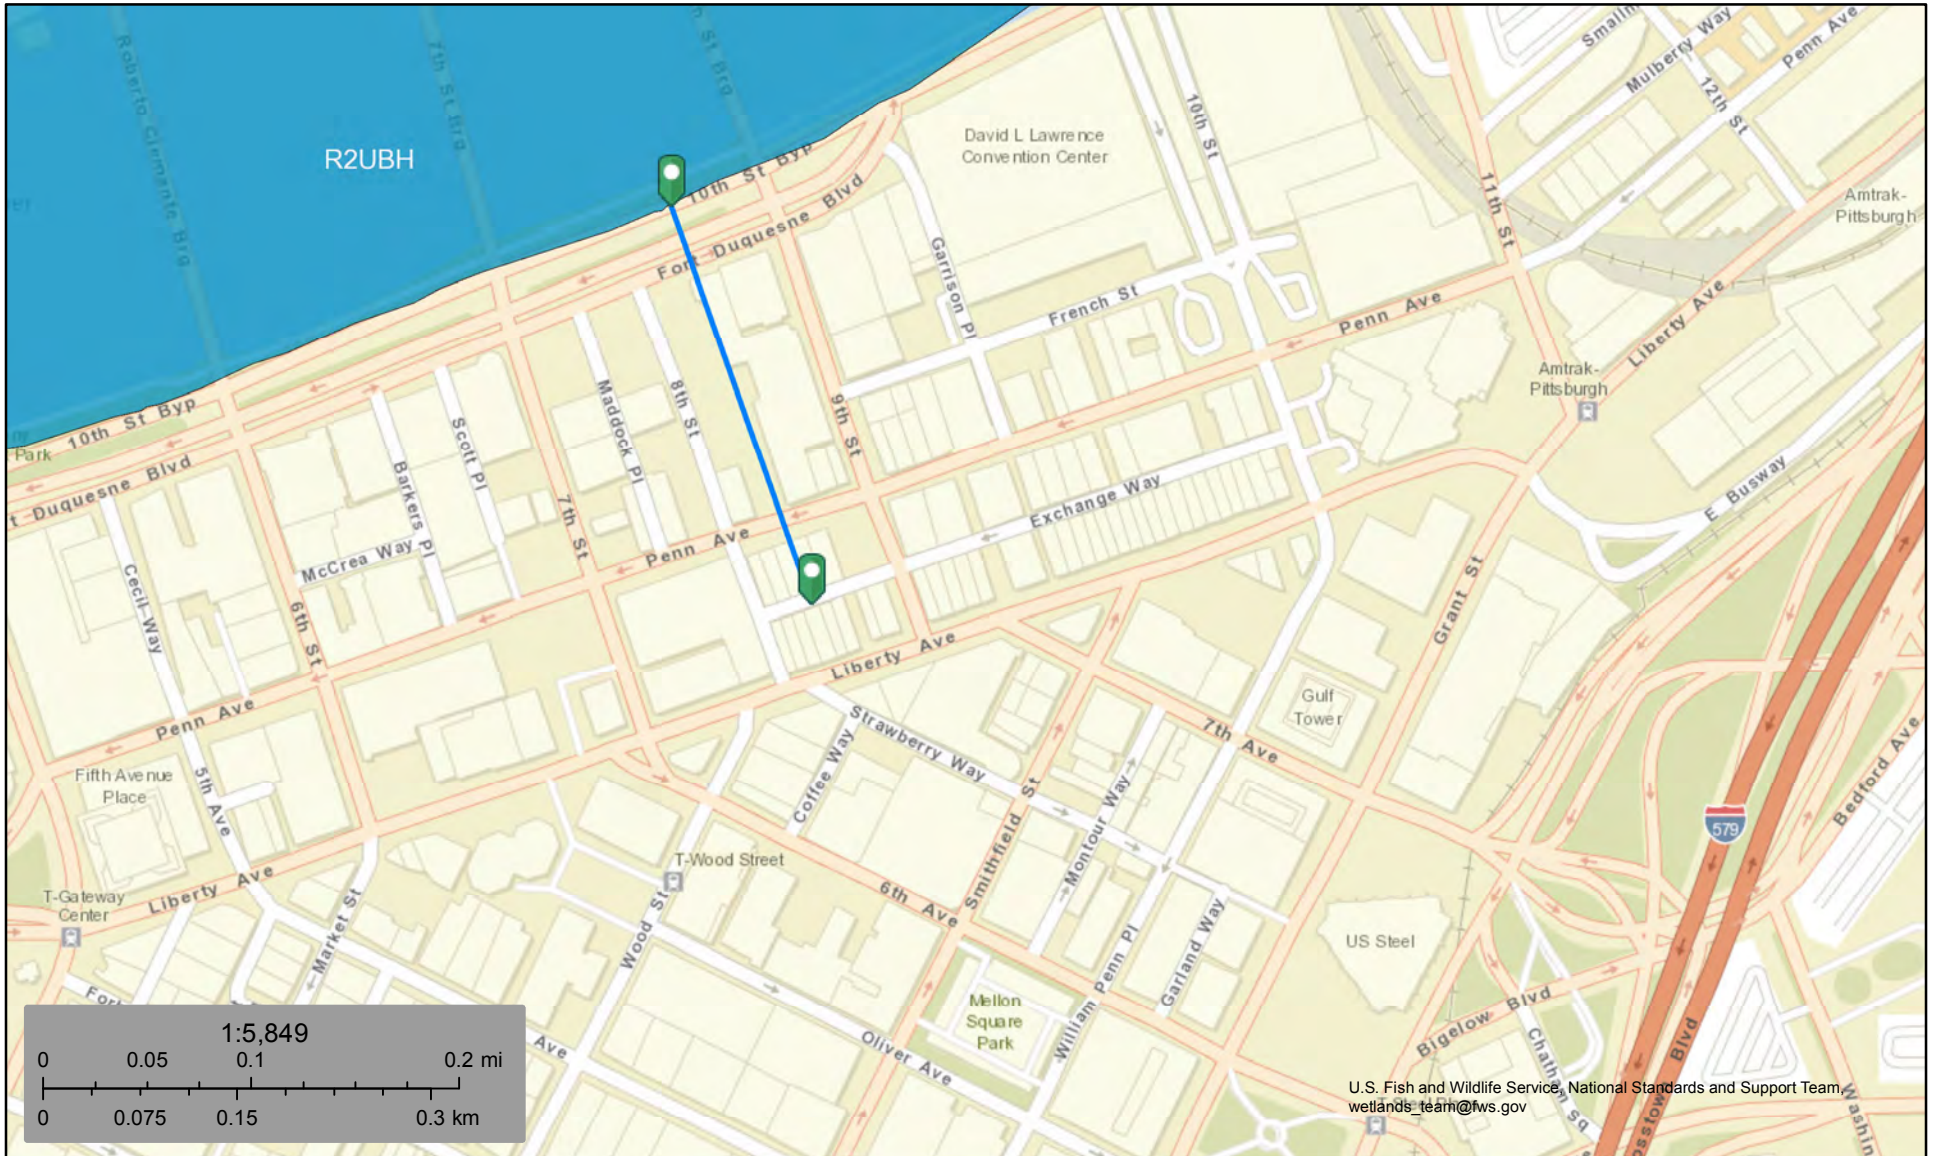 Roberto Clemente Brg
7th St Brg
St Brg
R2UBH
10th St Byp
Fort Duquesne Blvd
David L Lawrence
Convention Center
10th St
Mulberry Way
12th St
Penn Ave
11th St
Amtrak-
Pittsburgh
Garrison Pl
French St
Penn Ave
Liberty Ave
Amtrak-
Pittsburgh
10th St Byp
Park
t Duquesne Blvd
Barkers Pl
Scott Pl
Maddock Pl
8th St
9th St
7th St
Exchange Way
E Busway
McCrea Way
Penn Ave
Cecil Way
6th St
Grant St
Liberty Ave
Gulf
Tower
Penn Ave
Strawberry Way
7th Ave
Coffee Way
Fifth Avenue
Place
5th Ave
Montour Way
Smithfield St
Bedford Ave
579
T-Wood Street
6th Ave
Liberty Ave
T-Gateway
Center
Market St
Wood St
William Penn Pl
Garland Way
US Steel
Mellon
Square
Park
Oliver Ave
Ave
Bigelow Blvd
Chatham Sq
Blvd
1:5,849
0 0.05 0.1 0.2 mi
0 0.075 0.15 0.3 km
U.S. Fish and Wildlife Service, National Standards and Support Team,
wetlands_team@fws.gov